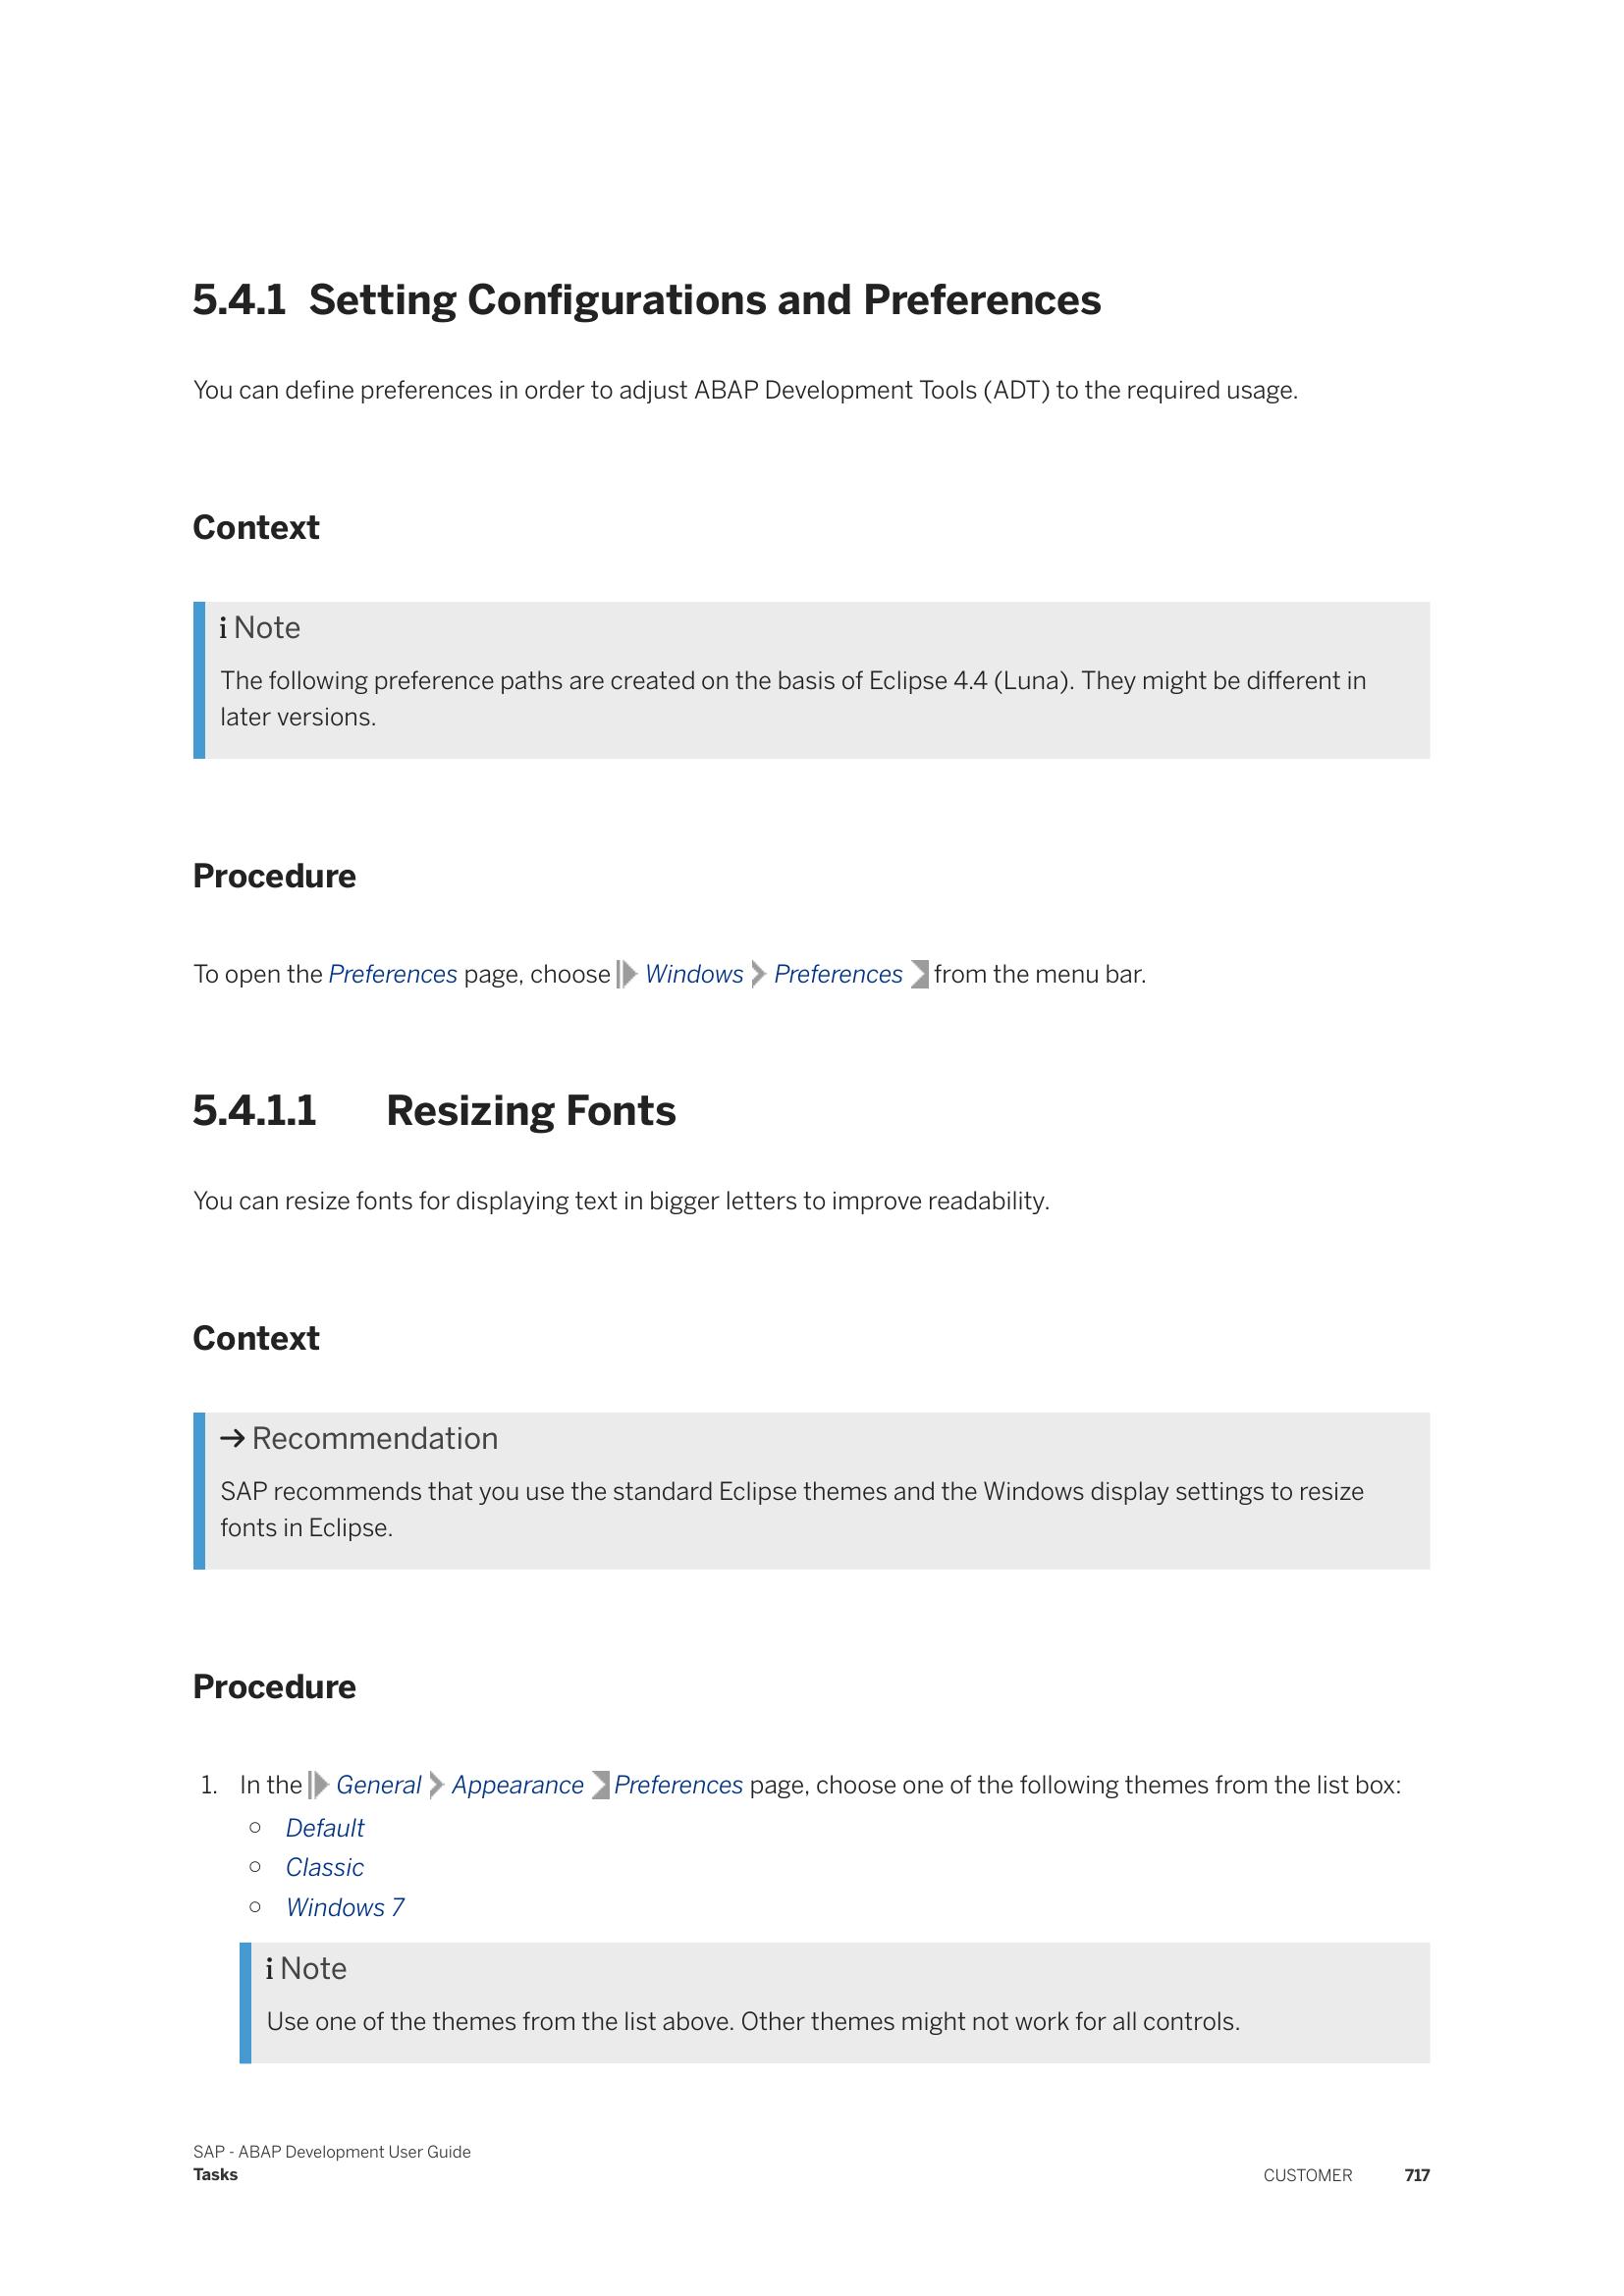 5.4.1 Setting Configurations and Preferences
You can define preferences in order to adjust ABAP Development Tools (ADT) to the required usage.
Context
i Note
The following preference paths are created on the basis of Eclipse 4.4 (Luna). They might be different in
later versions.
Procedure
To open the Preferences page, choose Windows Preferences from the menu bar.
5.4.1.1 Resizing Fonts
You can resize fonts for displaying text in bigger letters to improve readability.
Context
→ Recommendation
SAP recommends that you use the standard Eclipse themes and the Windows display settings to resize
fonts in Eclipse.
Procedure
1. In the General Appearance Preferences page, choose one of the following themes from the list box:
○ Default
○ Classic
○ Windows 7
i Note
Use one of the themes from the list above. Other themes might not work for all controls.
SAP - ABAP Development User Guide
Tasks
CUSTOMER 717